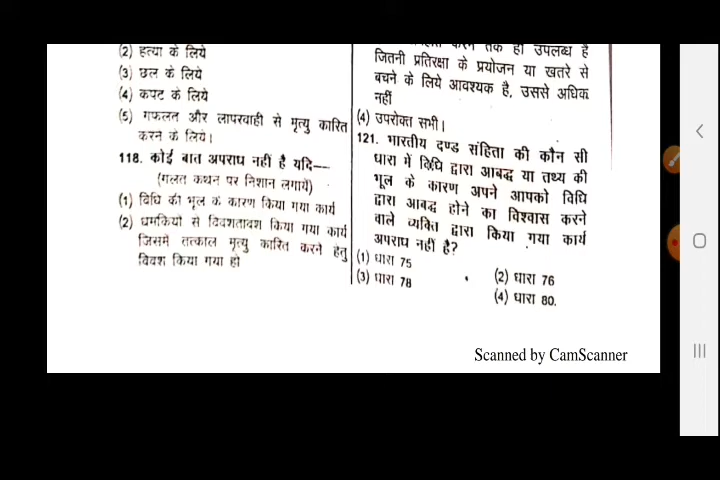 (2) हत्या के लिये
(3) छल के लिये
(4) कपट के लिये
(5) गफलत और लापरवाही से मृत्यु कारित
करने के लिये।
118. कोई बात अपराध नहीं है यदि—
(गलत कथन पर निशान लगायें)
(1) विधि की भूल के कारण किया गया कार्य
(2) धमकियों से विवशतावश किया गया कार्य
जिसमें तत्काल मृत्यु कारित करने हेतु
विवश किया गया हो
करने तक ही उपलब्ध है
जितनी प्रतिरक्षा के प्रयोजन या खतरे से
बचने के लिये आवश्यक है, उससे अधिक
नहीं
(4) उपरोक्त सभी।
121. भारतीय दण्ड संहिता की कौन सी
धारा में विधि द्वारा आबद्ध या तथ्य की
भूल के कारण अपने आपको विधि
द्वारा आबद्ध होने का विश्वास करने
वाले व्यक्ति द्वारा किया गया कार्य
अपराध नहीं है?
(1) धारा 75
(2) धारा 76
(3) धारा 78
(4) धारा 80.
Scanned by CamScanner